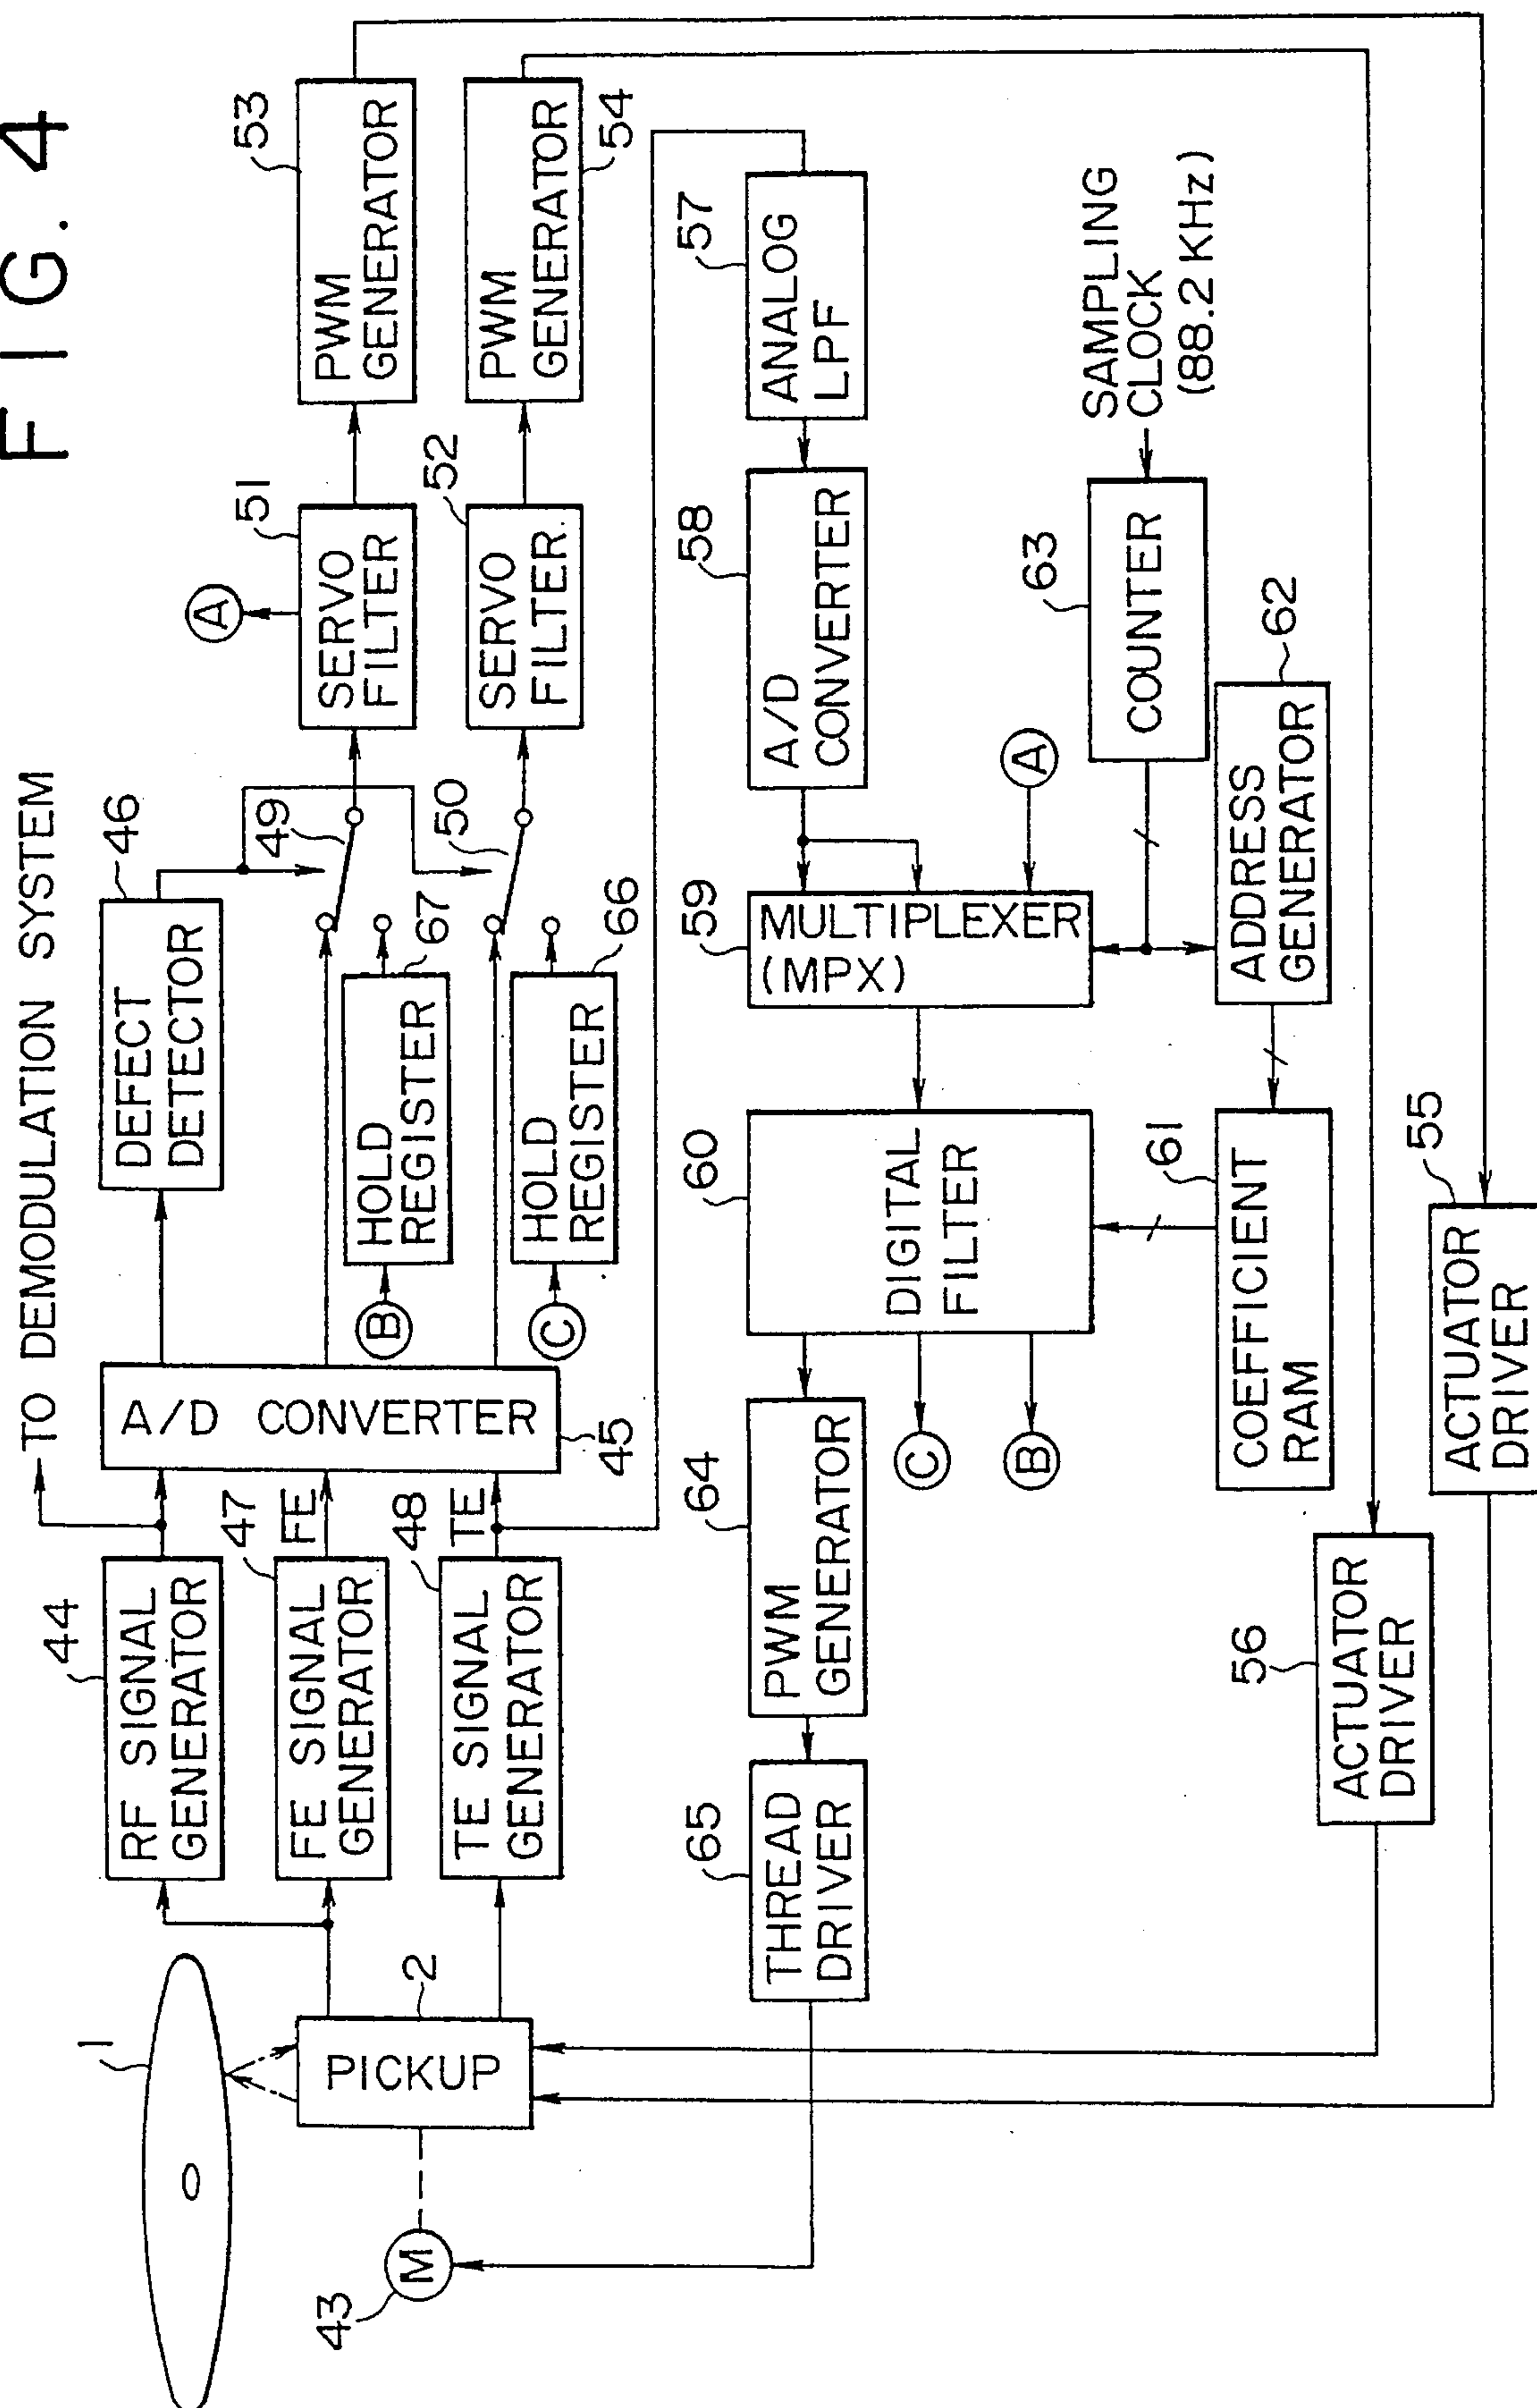 FIG. 4
TO DEMODULATION SYSTEM
1
PICKUP
2
M
43
44
RF SIGNAL
GENERATOR
47
FE SIGNAL
GENERATOR
FE
48
TE SIGNAL
GENERATOR
TE
A/D CONVERTER
45
46
DEFECT
DETECTOR
49
50
B
HOLD
REGISTER
67
C
HOLD
REGISTER
66
A
51
SERVO
FILTER
52
SERVO
FILTER
53
PWM
GENERATOR
54
PWM
GENERATOR
65
THREAD
DRIVER
64
PWM
GENERATOR
60
DIGITAL
FILTER
C
B
59
MULTIPLEXER
(MPX)
A
58
A/D
CONVERTER
57
ANALOG
LPF
63
COUNTER
SAMPLING
CLOCK
(88.2 KHz)
61
COEFFICIENT
RAM
62
ADDRESS
GENERATOR
56
ACTUATOR
DRIVER
55
ACTUATOR
DRIVER